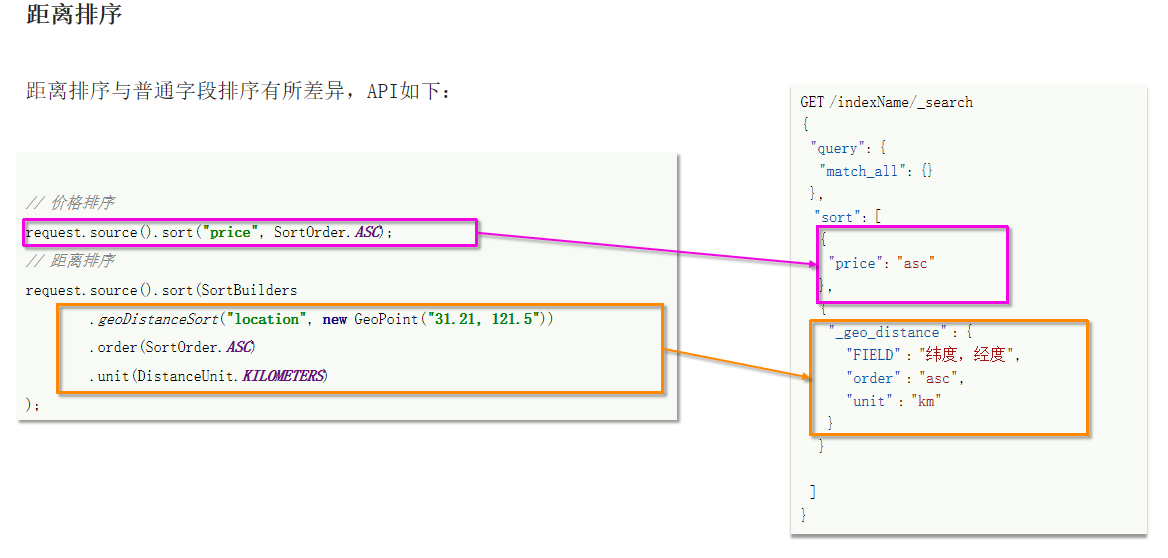 距离排序
距离排序与普通字段排序有所差异，API如下：
// 价格排序
request.source().sort("price", SortOrder.ASC);
// 距离排序
request.source().sort(SortBuilders
.geoDistanceSort("location", new GeoPoint("31.21, 121.5"))
.order(SortOrder.ASC)
.unit(DistanceUnit.KILOMETERS)
);
GET /indexName/_search
{
"query": {
"match_all": {}
},
"sort": [
{
"price": "asc"
},
{
"_geo_distance" : {
"FIELD" : "纬度，经度",
"order" : "asc",
"unit" : "km"
}
}
]
}